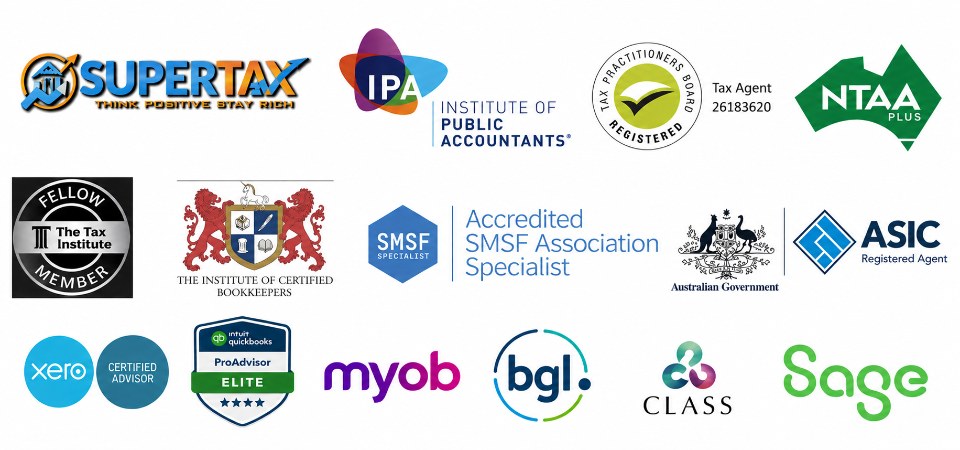 SUPERTAX
THINK POSITIVE STAY RICH
IPA
INSTITUTE OF
PUBLIC
ACCOUNTANTS®
TAX PRACTITIONERS BOARD
REGISTERED
Tax Agent
26183620
NTAA
PLUS
FELLOW
The Tax
Institute
MEMBER
THE INSTITUTE OF CERTIFIED
BOOKKEEPERS
SMSF
SPECIALIST
Accredited
SMSF Association
Specialist
Australian Government
ASIC
Registered Agent
xero
CERTIFIED
ADVISOR
qb
intuit
quickbooks
ProAdvisor
ELITE
myob
bgl.
CLASS
Sage